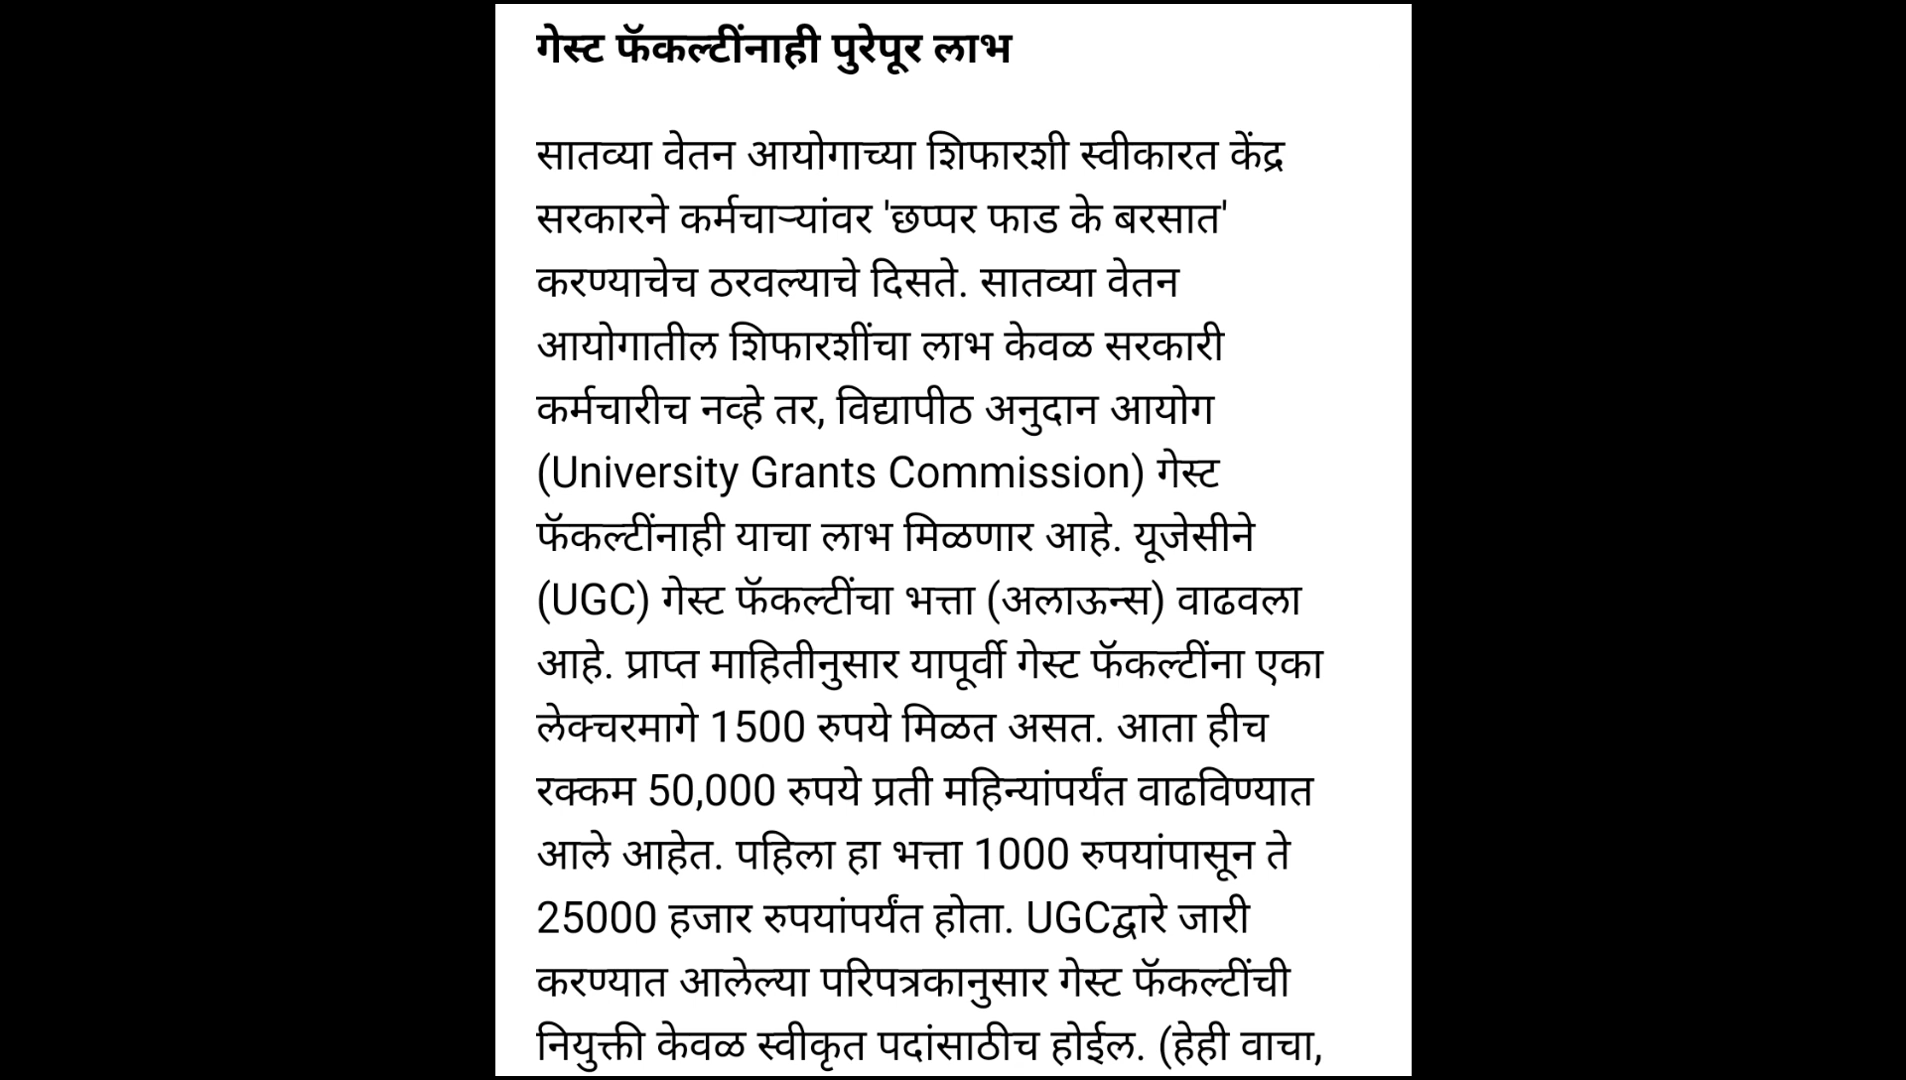 गेस्ट फॅकल्टींनाही पुरेपूर लाभ
सातव्या वेतन आयोगाच्या शिफारशी स्वीकारत केंद्र
सरकारने कर्मचाऱ्यांवर 'छप्पर फाड के बरसात'
करण्याचेच ठरवल्याचे दिसते. सातव्या वेतन
आयोगातील शिफारशींचा लाभ केवळ सरकारी
कर्मचारीच नव्हे तर, विद्यापीठ अनुदान आयोग
(University Grants Commission) गेस्ट
फॅकल्टींनाही याचा लाभ मिळणार आहे. यूजेसीने
(UGC) गेस्ट फॅकल्टींचा भत्ता (अलाऊन्स) वाढवला
आहे. प्राप्त माहितीनुसार यापूर्वी गेस्ट फॅकल्टींना एका
लेक्चरमागे 1500 रुपये मिळत असत. आता हीच
रक्कम 50,000 रुपये प्रती महिन्यांपर्यंत वाढविण्यात
आले आहेत. पहिला हा भत्ता 1000 रुपयांपासून ते
25000 हजार रुपयांपर्यंत होता. UGCद्वारे जारी
करण्यात आलेल्या परिपत्रकानुसार गेस्ट फॅकल्टींची
नियुक्ती केवळ स्वीकृत पदांसाठीच होईल. (हेही वाचा,